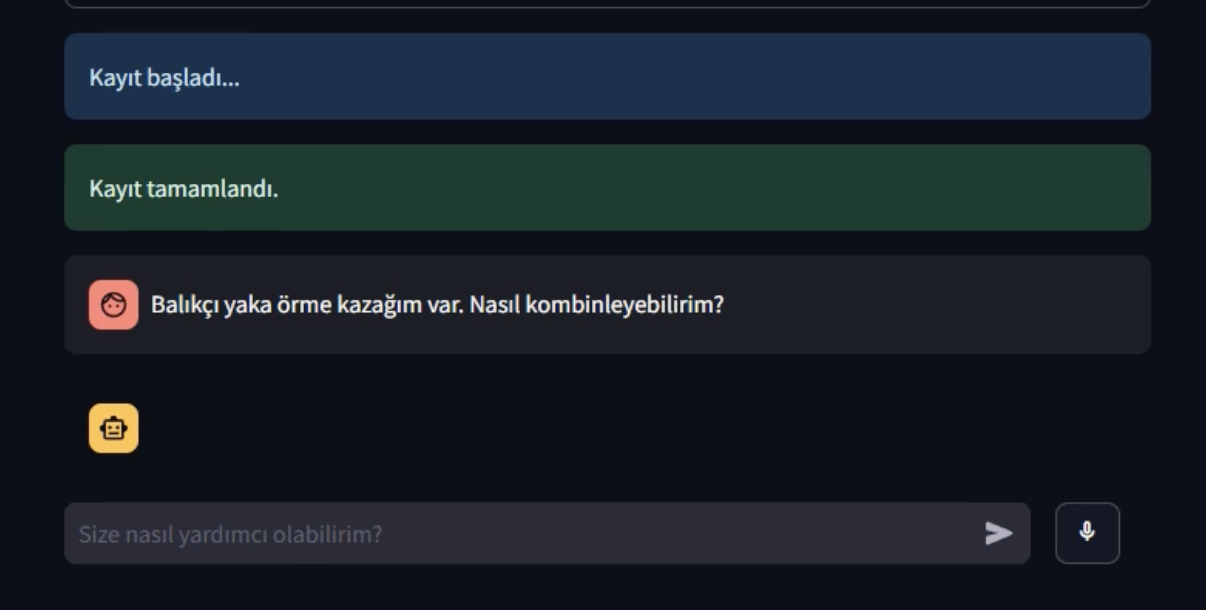 Kayıt başladı...
Kayıt tamamlandı.
Balıkçı yaka örme kazağım var. Nasıl kombinleyebilirim?
Size nasıl yardımcı olabilirim?